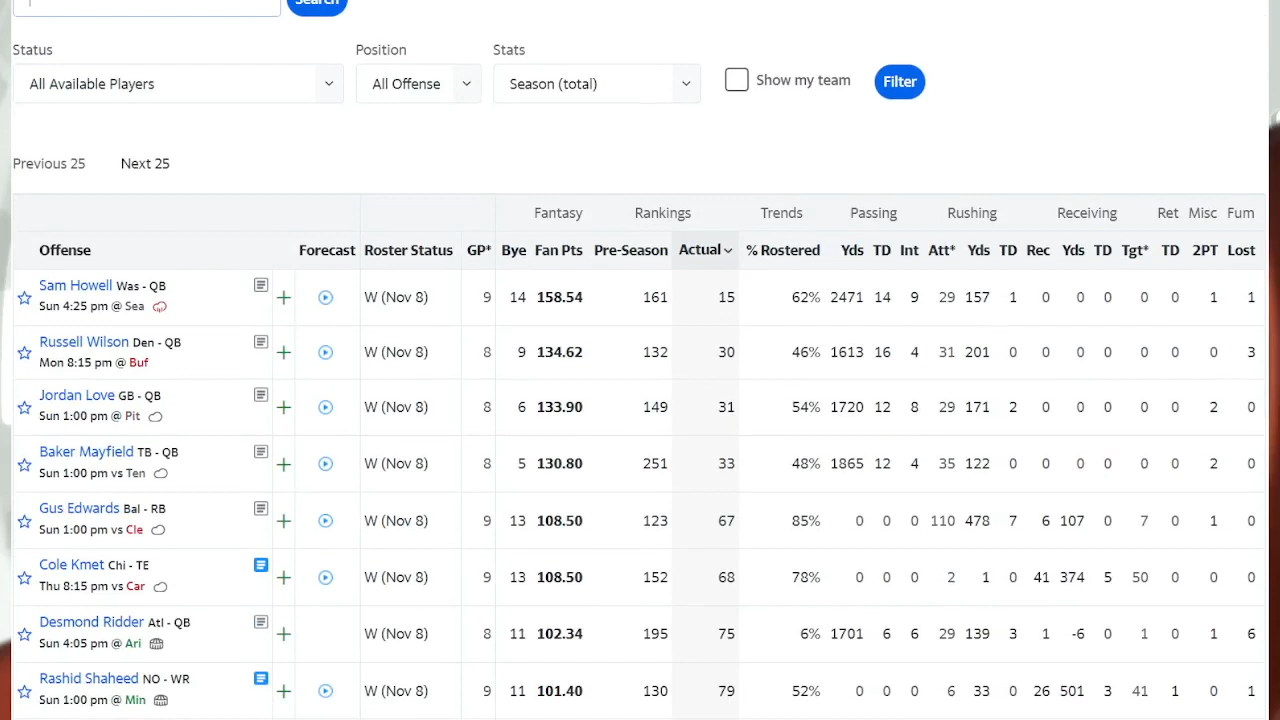 Search
Status Position Stats
All Available Players All Offense Season (total) Show my team Filter
Previous 25 Next 25
Fantasy Rankings Trends Passing Rushing Receiving Ret Misc Fum
Offense Forecast Roster Status GP* Bye Fan Pts Pre-Season Actual % Rostered Yds TD Int Att* Yds TD Rec Yds TD Tgt* TD 2PT Lost
Sam Howell Was - QB
Sun 4:25 pm @ Sea
W (Nov 8) 9 14 158.54 161 15 62% 2471 14 9 29 157 1 0 0 0 0 0 1 1
Russell Wilson Den - QB
Mon 8:15 pm @ Buf
W (Nov 8) 8 9 134.62 132 30 46% 1613 16 4 31 201 0 0 0 0 0 0 0 3
Jordan Love GB - QB
Sun 1:00 pm @ Pit
W (Nov 8) 8 6 133.90 149 31 54% 1720 12 8 29 171 2 0 0 0 0 0 2 0
Baker Mayfield TB - QB
Sun 1:00 pm vs Ten
W (Nov 8) 8 5 130.80 251 33 48% 1865 12 4 35 122 0 0 0 0 0 0 2 0
Gus Edwards Bal - RB
Sun 1:00 pm vs Cle
W (Nov 8) 9 13 108.50 123 67 85% 0 0 0 110 478 7 6 107 0 7 0 1 0
Cole Kmet Chi - TE
Thu 8:15 pm vs Car
W (Nov 8) 9 13 108.50 152 68 78% 0 0 0 2 1 0 41 374 5 50 0 0 0
Desmond Ridder Atl - QB
Sun 4:05 pm @ Ari
W (Nov 8) 8 11 102.34 195 75 6% 1701 6 6 29 139 3 1 -6 0 1 0 1 6
Rashid Shaheed NO - WR
Sun 1:00 pm @ Min
W (Nov 8) 9 11 101.40 130 79 52% 0 0 0 6 33 0 26 501 3 41 1 0 1